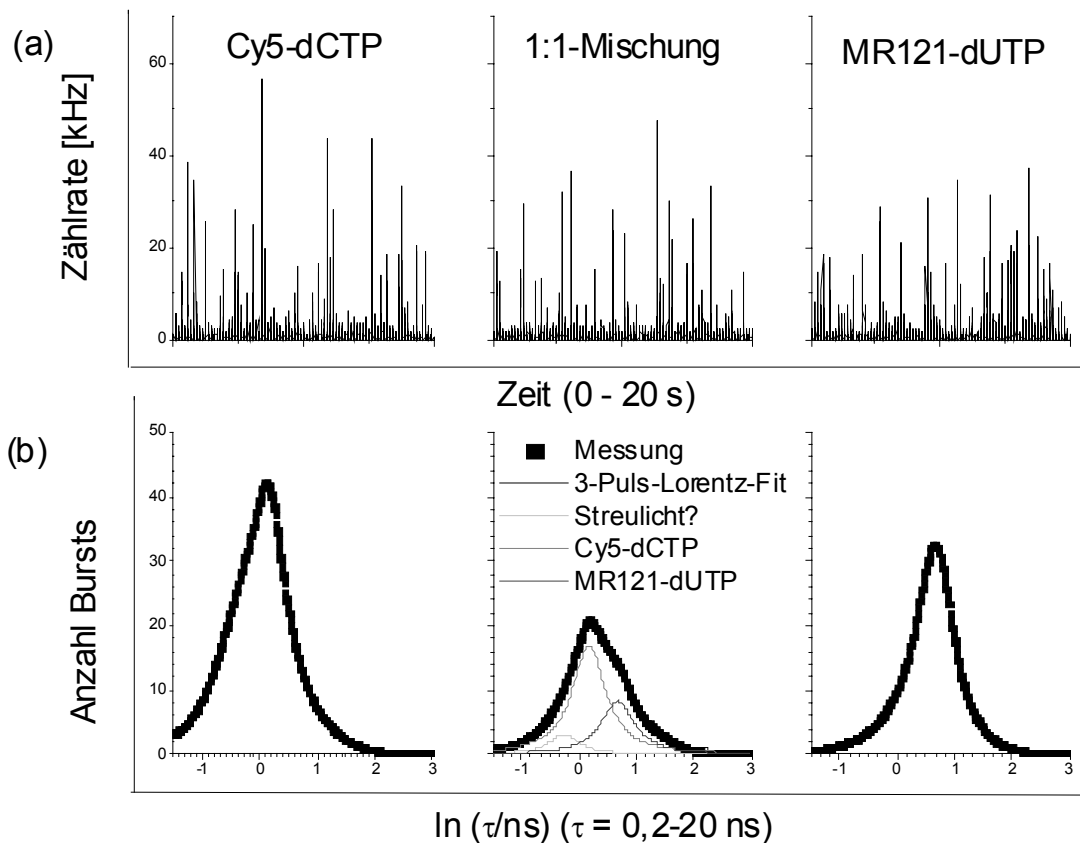 (a)
Cy5-dCTP
1:1-Mischung
MR121-dUTP
Zählrate [kHz]
60
40
20
0
Zeit (0 - 20 s)
(b)
Anzahl Bursts
50
40
30
20
10
0
Messung
3-Puls-Lorentz-Fit
Streulicht?
Cy5-dCTP
MR121-dUTP
-1 0 1 2 3
-1 0 1 2 3
-1 0 1 2 3
ln (τ/ns) (τ = 0,2-20 ns)